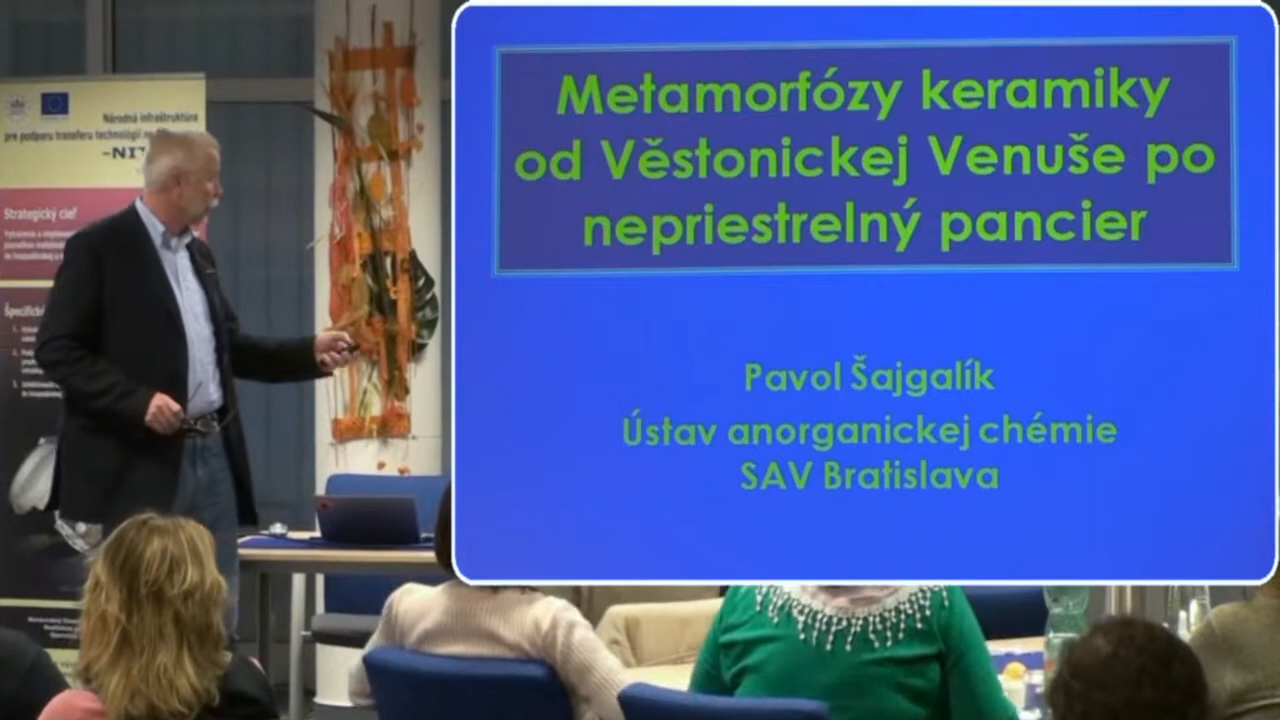 Národná infraštruktúra
pre podporu transferu technológií na
Strategický cieľ
Metamorfózy keramiky
od Věstonickej Venuše po
nepriestrelný pancier
Pavol Šajgalík
Ústav anorganickej chémie
SAV Bratislava